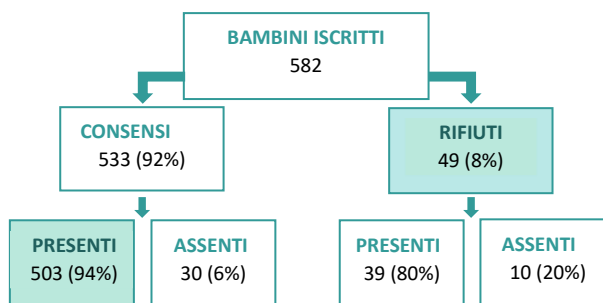 BAMBINI ISCRITTI
582
CONSENSI
533 (92%)
RIFIUTI
49 (8%)
PRESENTI
503 (94%)
ASSENTI
30 (6%)
PRESENTI
39 (80%)
ASSENTI
10 (20%)